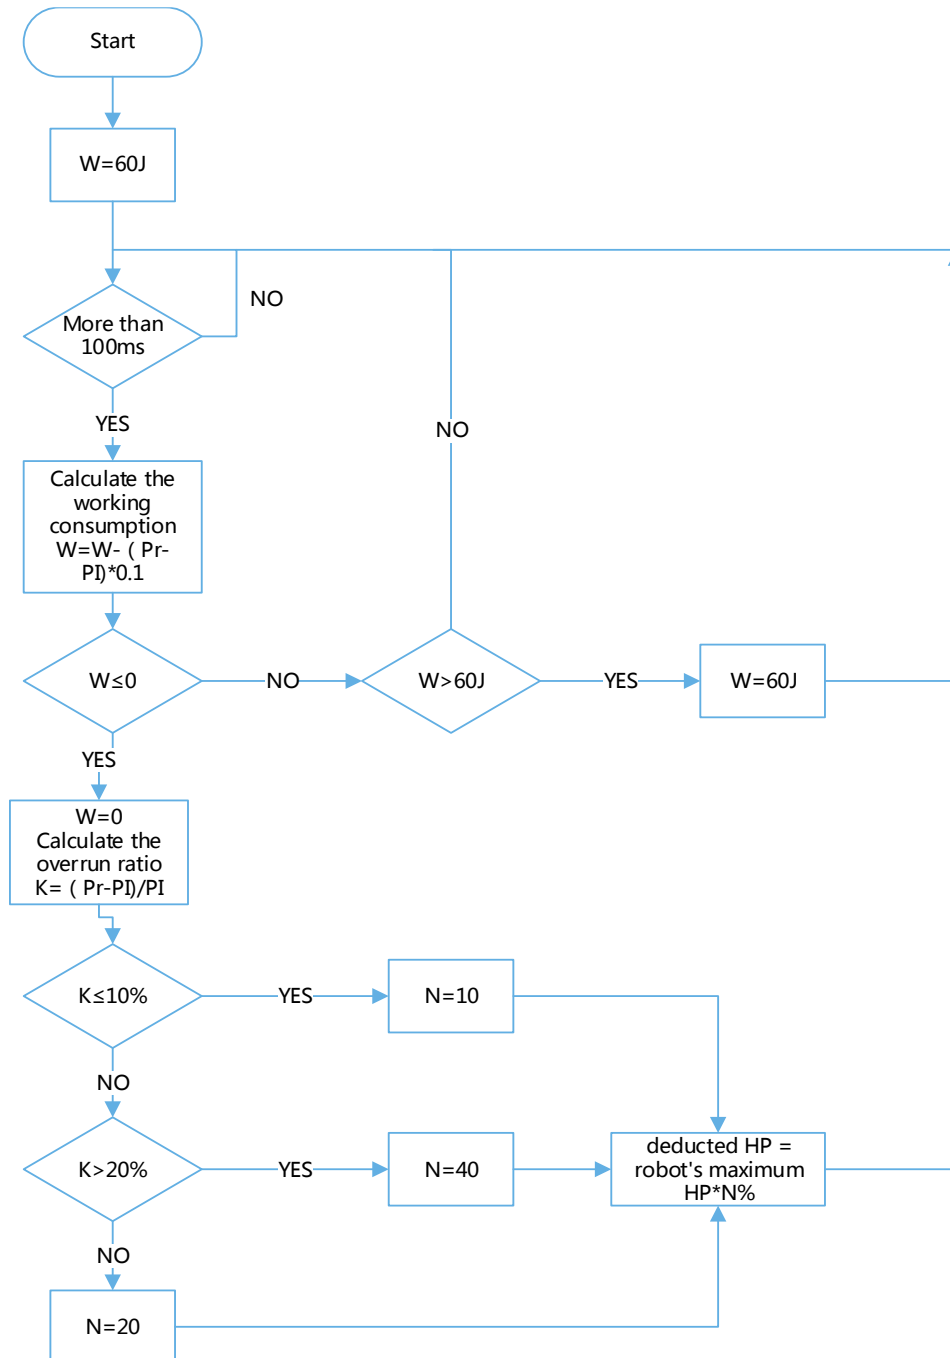 Start
W=60J
NO
More than
100ms
YES
NO
Calculate the
working
consumption
W=W- ( Pr-
PI)*0.1
W≤0
NO
W>60J
YES
W=60J
YES
W=0
Calculate the
overrun ratio
K= ( Pr-PI)/PI
K≤10%
YES
N=10
NO
K>20%
YES
N=40
deducted HP =
robot's maximum
HP*N%
NO
N=20